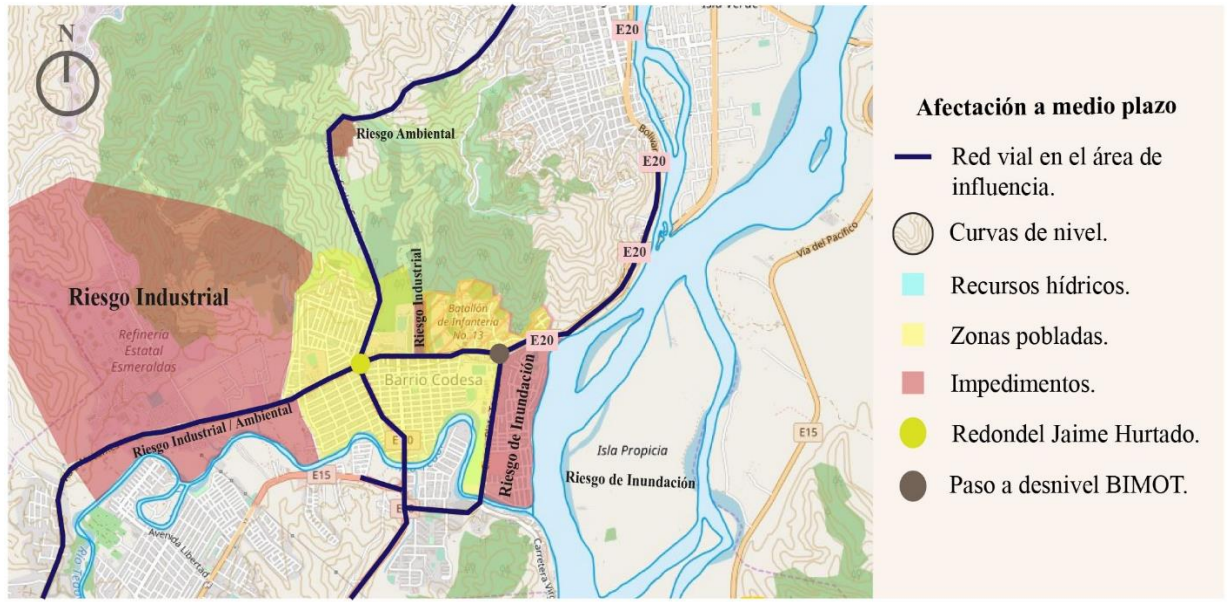 N
Isla Verde
E20
Bolívar
Riesgo Ambiental
E20
E20
Vía del Pacífico
Riesgo Industrial
Refinería
Estatal
Esmeraldas
Riesgo Industrial
Batallón
de Infantería
No. 13
E20
Barrio Codesa
Riesgo Industrial / Ambiental
E20
Riesgo de Inundación
Isla Propicia
Riesgo de Inundación
E15
E15
Avenida Libertad
Carretera
Afectación a medio plazo
Red vial en el área de
influencia.
Curvas de nivel.
Recursos hídricos.
Zonas pobladas.
Impedimentos.
Redondel Jaime Hurtado.
Paso a desnivel BIMOT.